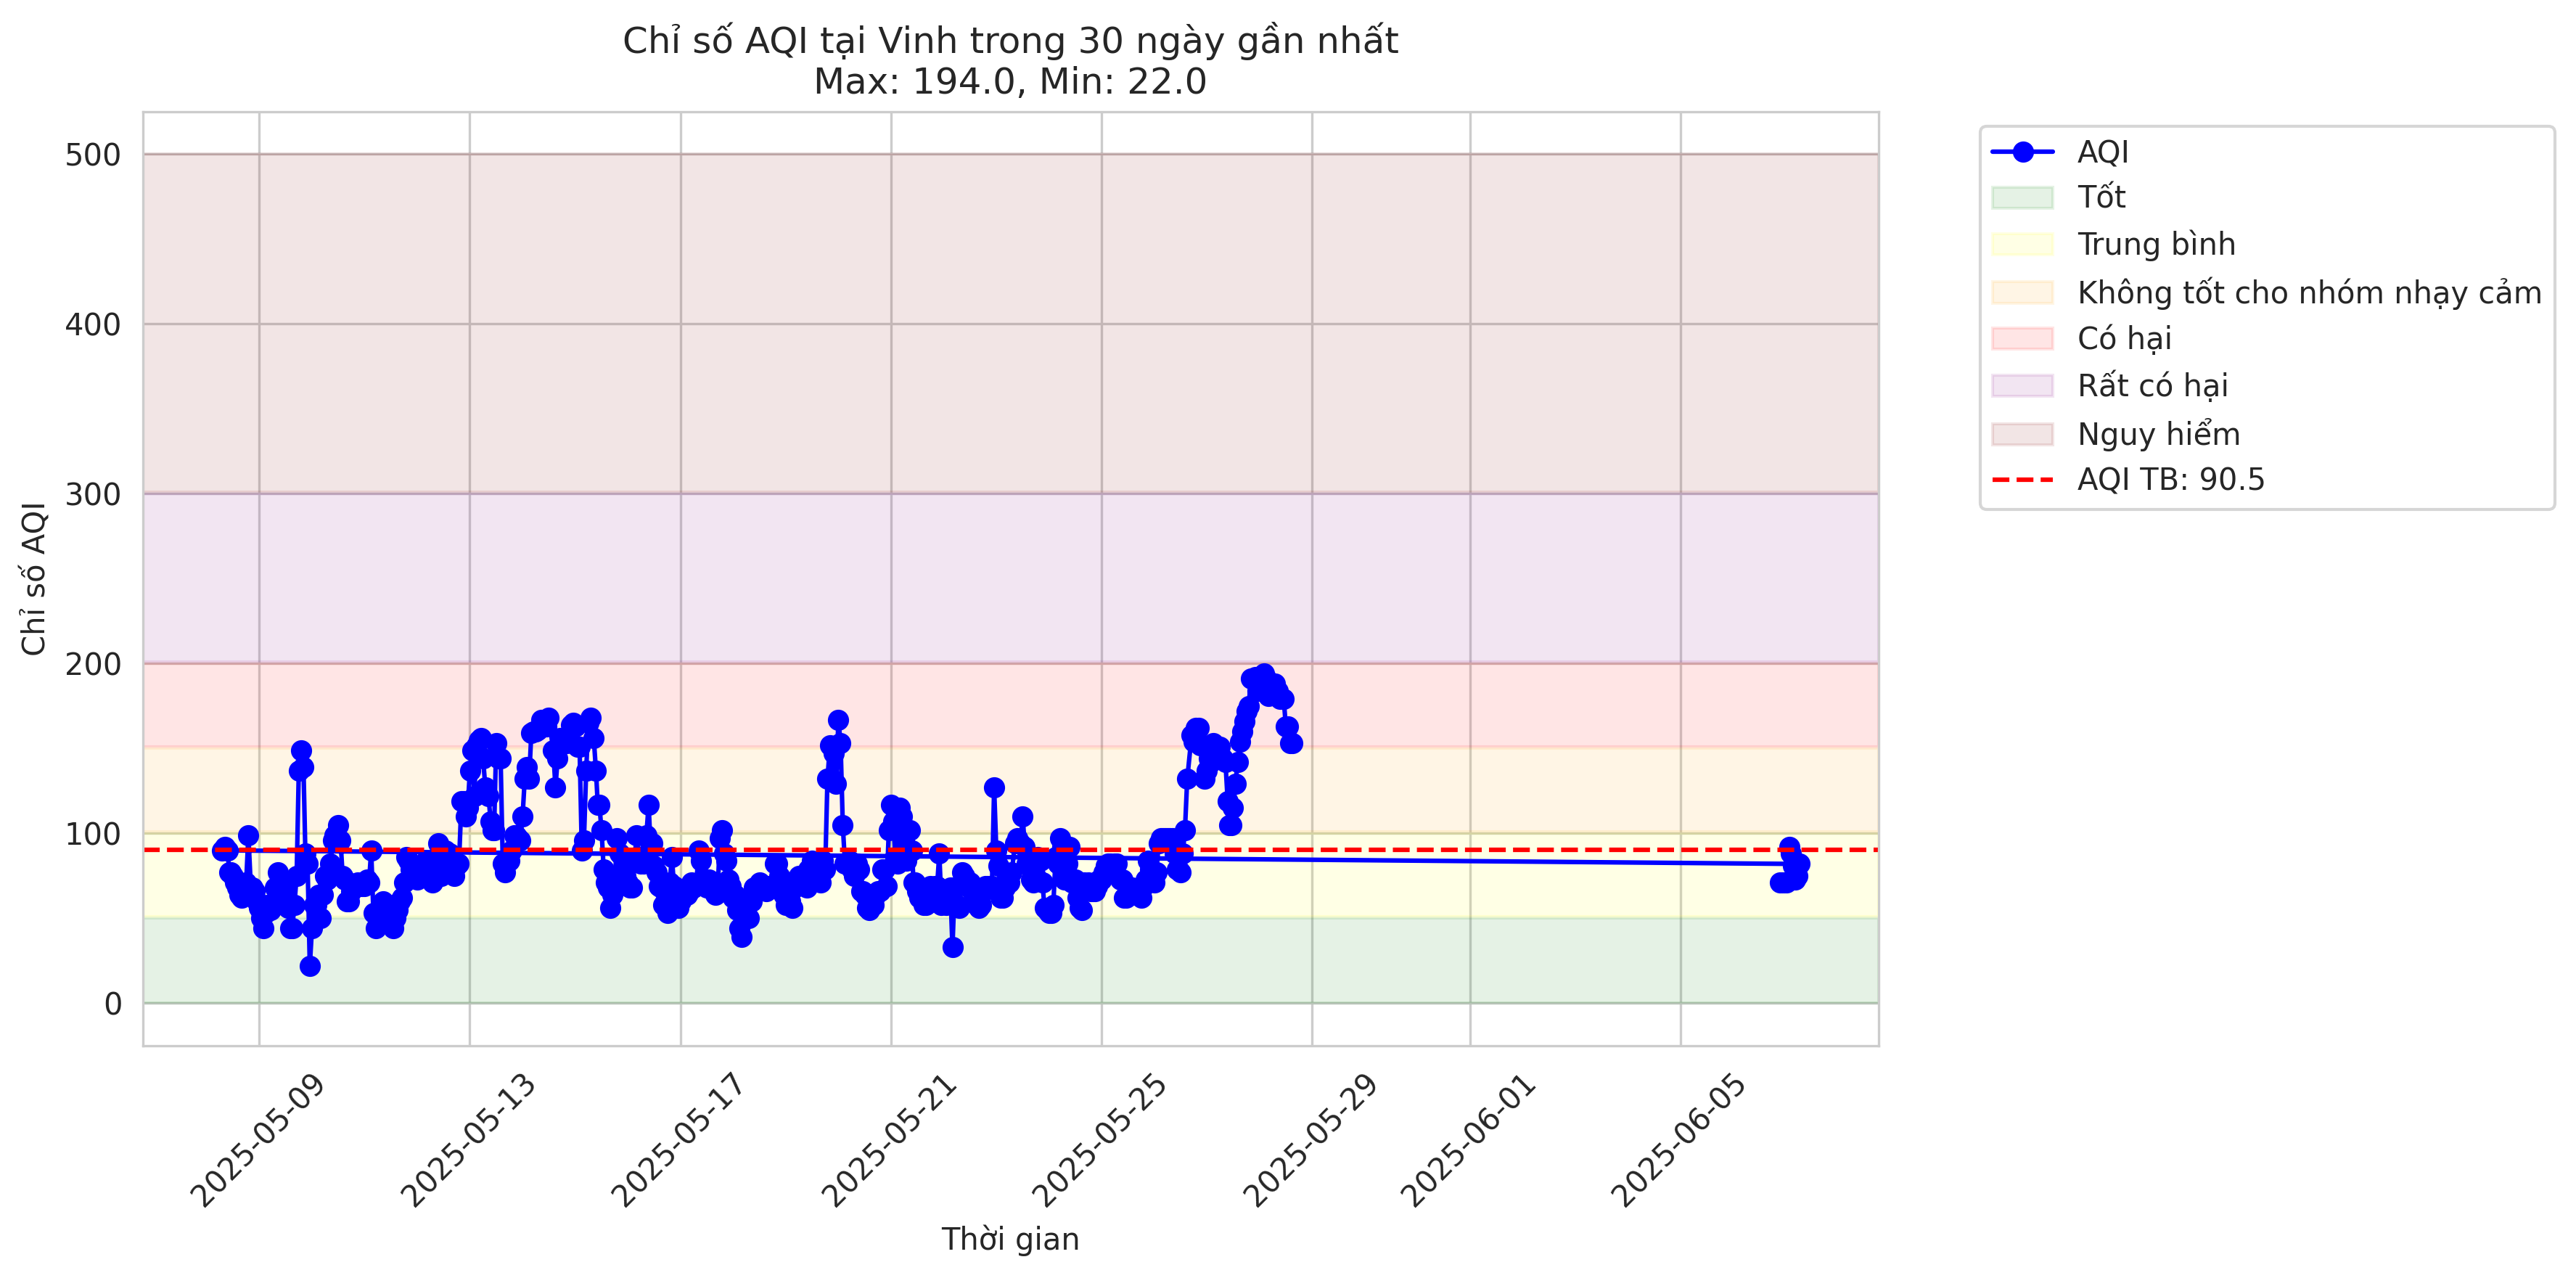 Chỉ số AQI tại Vinh trong 30 ngày gần nhất
Max: 194.0, Min: 22.0
Chỉ số AQI
500
400
300
200
100
0
2025-05-09
2025-05-13
2025-05-17
2025-05-21
2025-05-25
2025-05-29
2025-06-01
2025-06-05
Thời gian
AQI
Tốt
Trung bình
Không tốt cho nhóm nhạy cảm
Có hại
Rất có hại
Nguy hiểm
AQI TB: 90.5